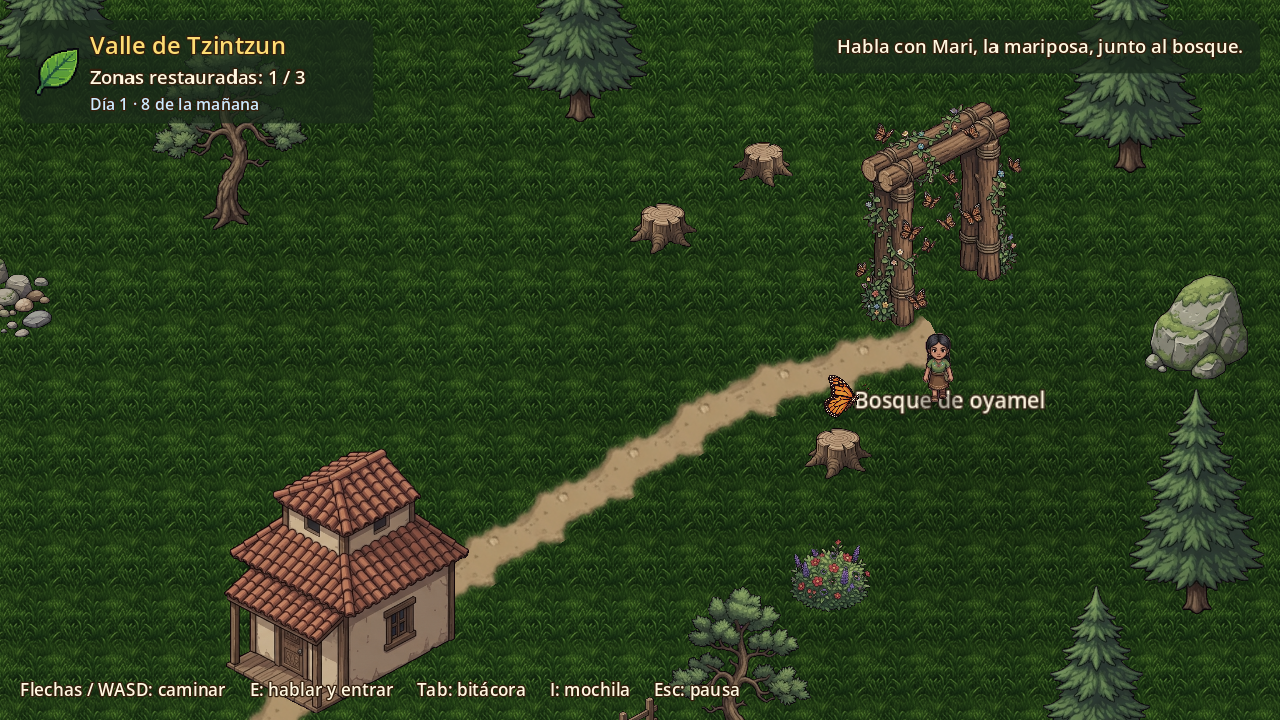 Valle de Tzintzun
Zonas restauradas: 1 / 3
Día 1 · 8 de la mañana
Habla con Mari, la mariposa, junto al bosque.
Bosque de oyamel
Flechas / WASD: caminar E: hablar y entrar Tab: bitácora I: mochila Esc: pausa